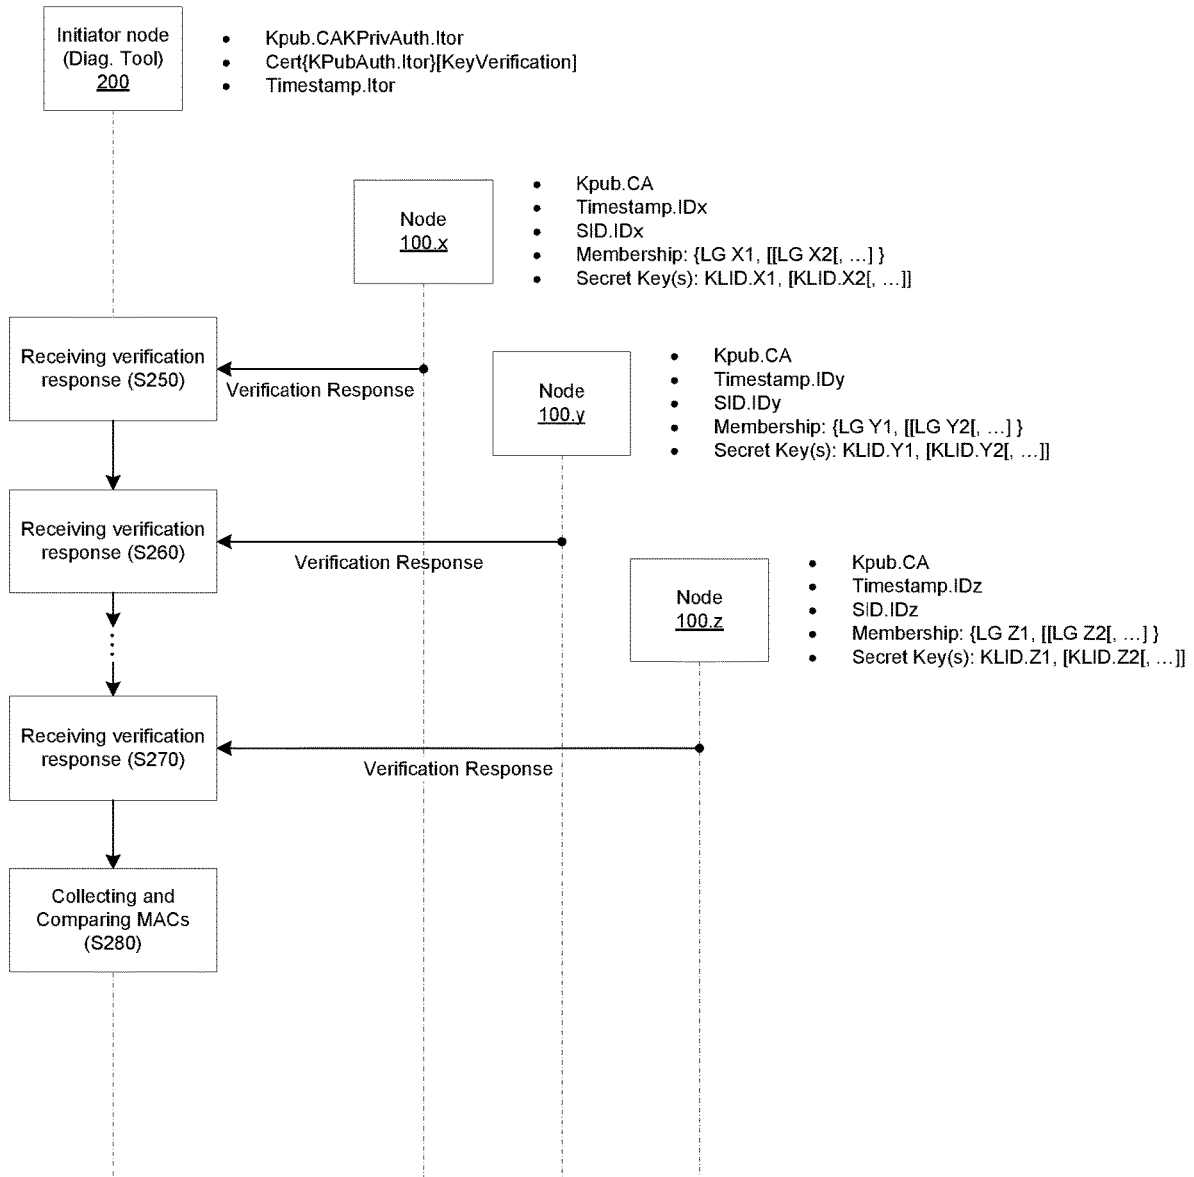 Initiator node
(Diag. Tool)
200
• Kpub.CAKPrivAuth.Itor
• Cert{KPubAuth.Itor}[KeyVerification]
• Timestamp.Itor
Node
100.x
• Kpub.CA
• Timestamp.IDx
• SID.IDx
• Membership: {LG X1, [[LG X2[, ...] }
• Secret Key(s): KLID.X1, [KLID.X2[, ...]]
Receiving verification
response (S250)
Verification Response
Node
100.y
• Kpub.CA
• Timestamp.IDy
• SID.IDy
• Membership: {LG Y1, [[LG Y2[, ...] }
• Secret Key(s): KLID.Y1, [KLID.Y2[, ...]]
Receiving verification
response (S260)
Verification Response
Node
100.z
• Kpub.CA
• Timestamp.IDz
• SID.IDz
• Membership: {LG Z1, [[LG Z2[, ...] }
• Secret Key(s): KLID.Z1, [KLID.Z2[, ...]]
Receiving verification
response (S270)
Verification Response
Collecting and
Comparing MACs
(S280)